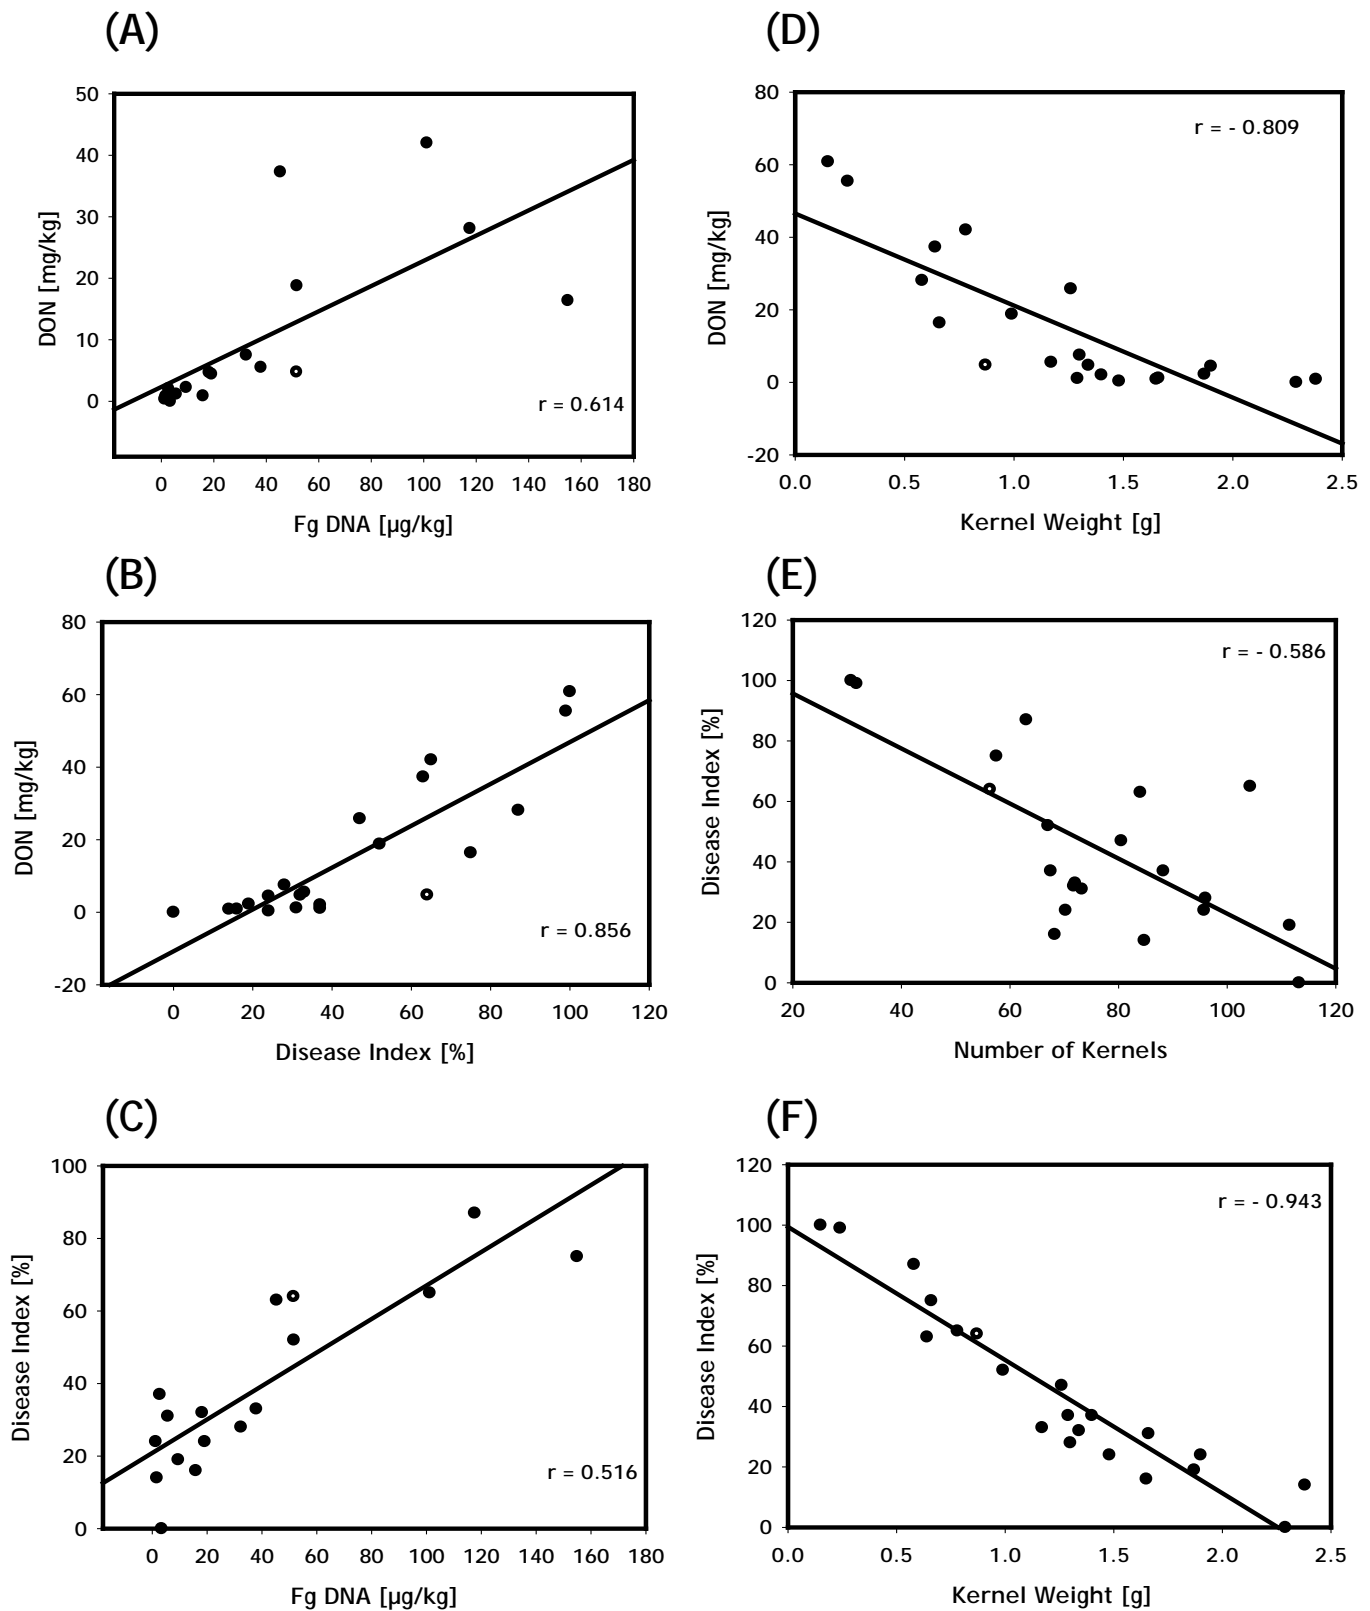 (A)
50
40
30
20
10
0
DON [mg/kg]
r = 0.614
0 20 40 60 80 100 120 140 160 180
Fg DNA [µg/kg]
(D)
80
60
40
20
0
-20
DON [mg/kg]
r = - 0.809
0.0 0.5 1.0 1.5 2.0 2.5
Kernel Weight [g]
(B)
80
60
40
20
0
-20
DON [mg/kg]
r = 0.856
0 20 40 60 80 100 120
Disease Index [%]
(E)
120
100
80
60
40
20
0
Disease Index [%]
r = - 0.586
20 40 60 80 100 120
Number of Kernels
(C)
100
80
60
40
20
0
Disease Index [%]
r = 0.516
0 20 40 60 80 100 120 140 160 180
Fg DNA [µg/kg]
(F)
120
100
80
60
40
20
0
Disease Index [%]
r = - 0.943
0.0 0.5 1.0 1.5 2.0 2.5
Kernel Weight [g]